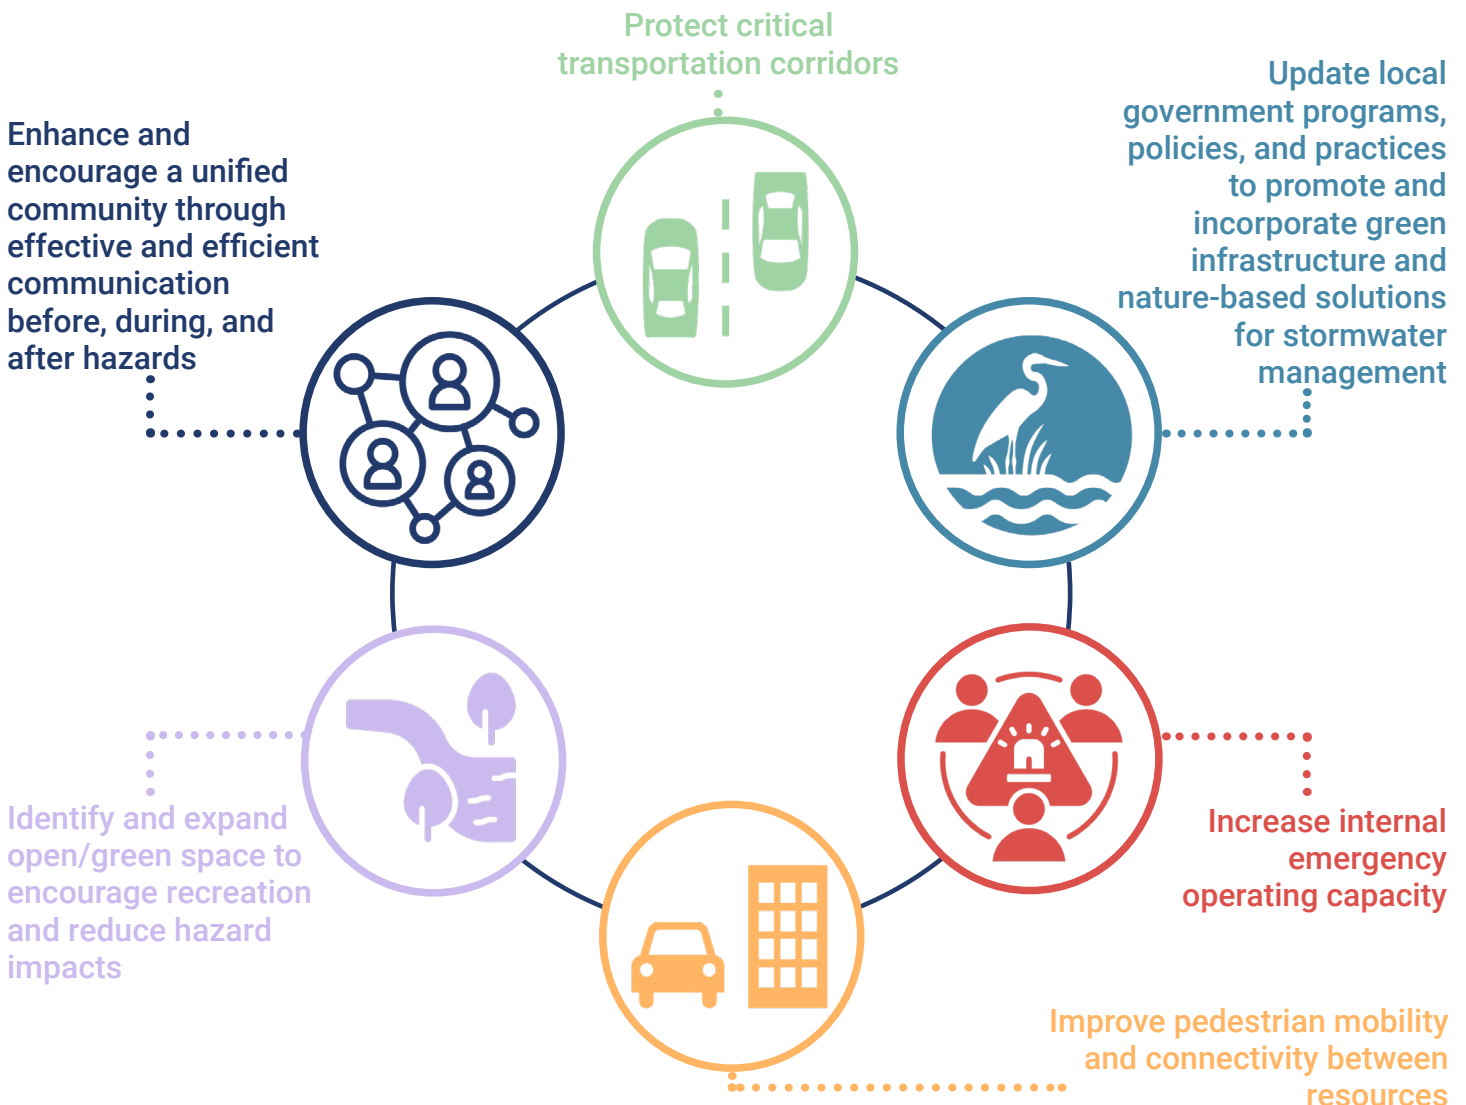 Protect critical
transportation corridors
Update local
government programs,
policies, and practices
to promote and
incorporate green
infrastructure and
nature-based solutions
for stormwater
management
Increase internal
emergency
operating capacity
Improve pedestrian mobility
and connectivity between
resources
Identify and expand
open/green space to
encourage recreation
and reduce hazard
impacts
Enhance and
encourage a unified
community through
effective and efficient
communication
before, during, and
after hazards